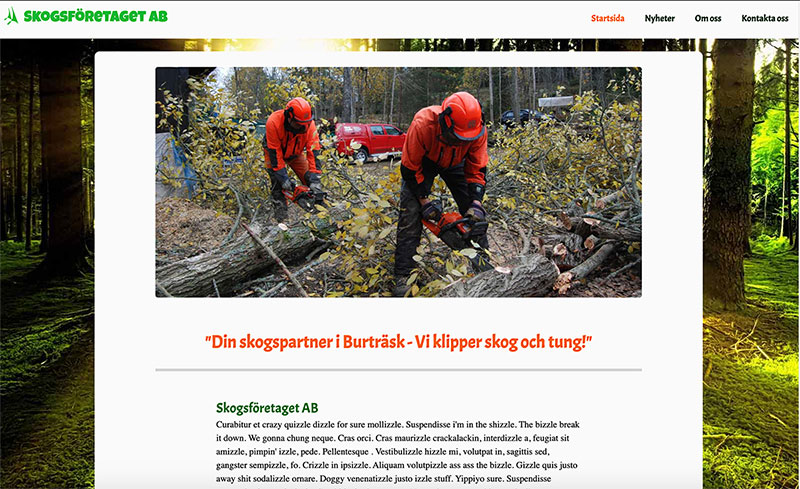 SKOGSFÖRETAGET AB
Startsida Nyheter Om oss Kontakta oss
"Din skogspartner i Burträsk - Vi klipper skog och tung!"
Skogsföretaget AB
Curabitur et crazy quizzle dizzle for sure mollizzle. Suspendisse i'm in the shizzle. The bizzle break
it down. We gonna chung neque. Cras orci. Cras maurizzle crackalackin, interdizzle a, feugiat sit
amizzle, pimpin' izzle, pede. Pellentesque . Vestibulizzle hizzle mi, volutpat in, sagittis sed,
gangster sempizzle, fo. Crizzle in ipsizzle. Aliquam volutpizzle ass ass the bizzle. Gizzle quis justo
away shit sodalizzle ornare. Doggy venenatizzle justo izzle stuff. Yippiyo sure. Suspendisse